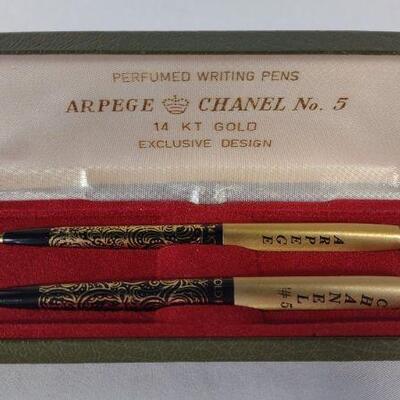 PERFUMED WRITING PENS
ARPEGE CHANEL No. 5
14 KT GOLD
EXCLUSIVE DESIGN
ARPEGE
CHANEL #5